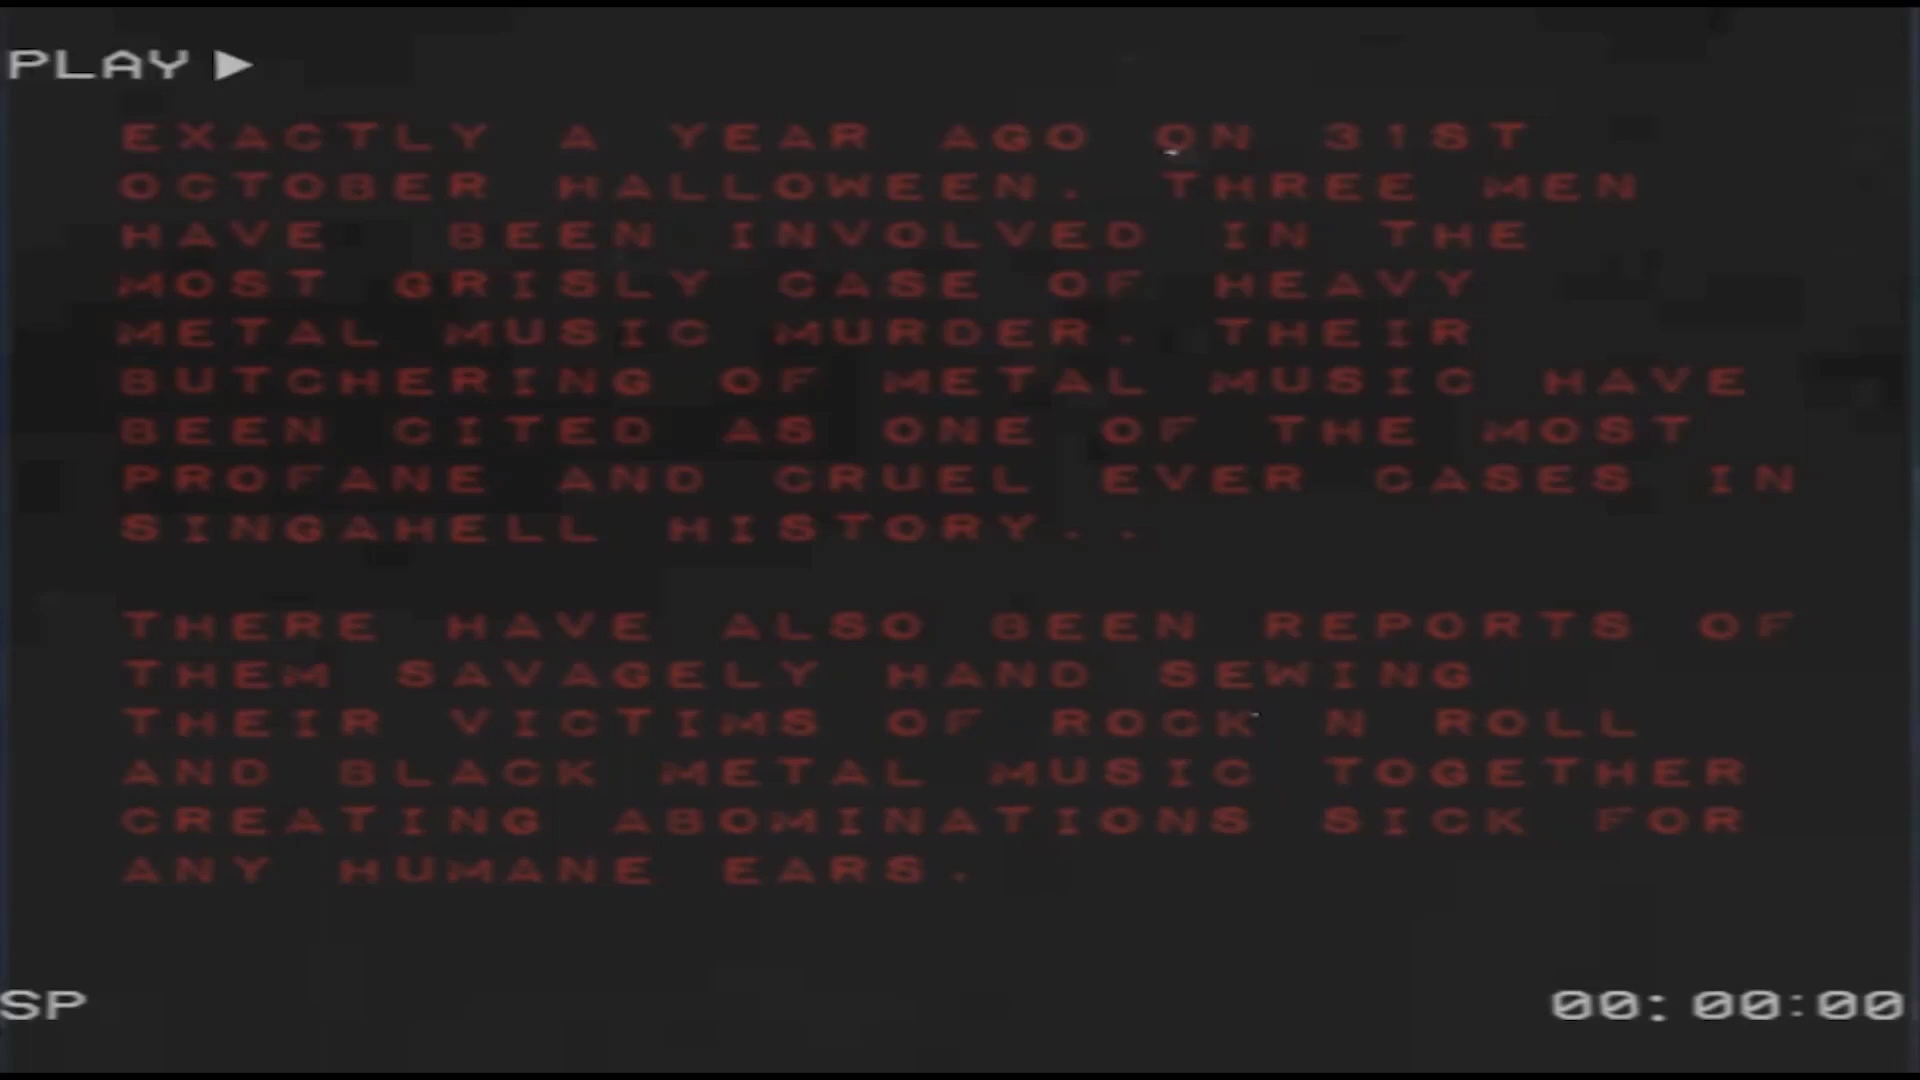 PLAY ▶
EXACTLY A YEAR AGO ON 31ST
OCTOBER HALLOWEEN. THREE MEN
HAVE BEEN INVOLVED IN THE
MOST GRISLY CASE OF HEAVY
METAL MUSIC MURDER. THEIR
BUTCHERING OF METAL MUSIC HAVE
BEEN CITED AS ONE OF THE MOST
PROFANE AND CRUEL EVER CASES IN
SINGAHELL HISTORY..
THERE HAVE ALSO BEEN REPORTS OF
THEM SAVAGELY HAND SEWING
THEIR VICTIMS OF ROCK N ROLL
AND BLACK METAL MUSIC TOGETHER
CREATING ABOMINATIONS SICK FOR
ANY HUMANE EARS.
SP
00:00:00